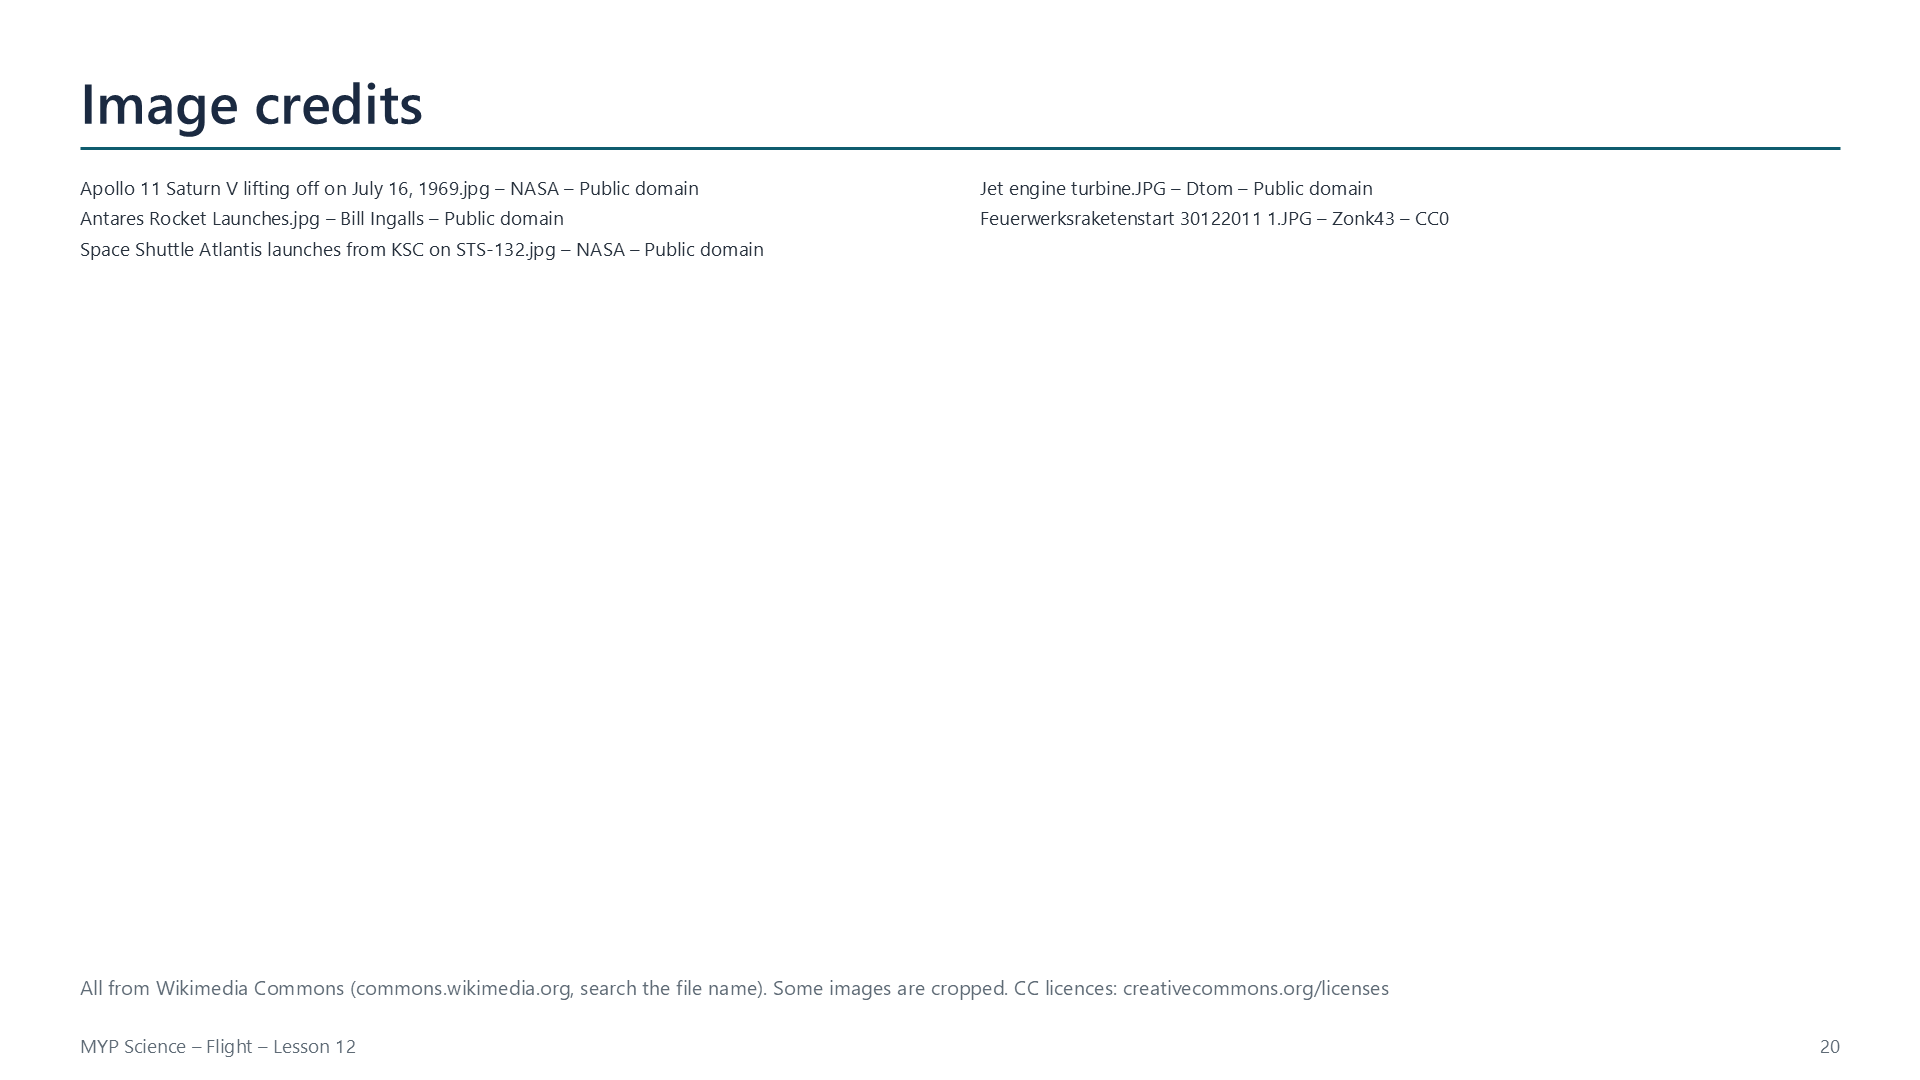 Image credits
Apollo 11 Saturn V lifting off on July 16, 1969.jpg – NASA – Public domain
Antares Rocket Launches.jpg – Bill Ingalls – Public domain
Space Shuttle Atlantis launches from KSC on STS-132.jpg – NASA – Public domain
Jet engine turbine.JPG – Dtom – Public domain
Feuerwerksraketenstart 30122011 1.JPG – Zonk43 – CC0
All from Wikimedia Commons (commons.wikimedia.org, search the file name). Some images are cropped. CC licences: creativecommons.org/licenses
MYP Science – Flight – Lesson 12
20